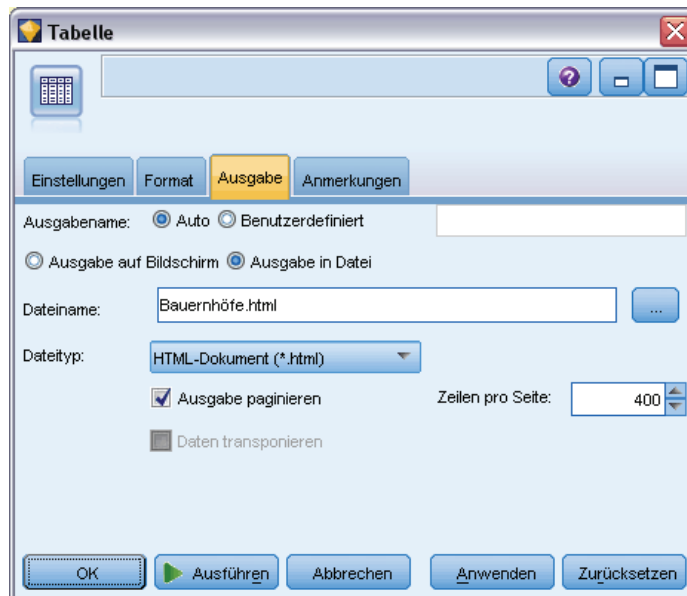 Tabelle
?
Einstellungen Format Ausgabe Anmerkungen
Ausgabename: Auto Benutzerdefiniert
Ausgabe auf Bildschirm Ausgabe in Datei
Dateiname: Bauernhöfe.html ...
Dateityp: HTML-Dokument (*.html)
Ausgabe paginieren Zeilen pro Seite: 400
Daten transponieren
OK Ausführen Abbrechen Anwenden Zurücksetzen